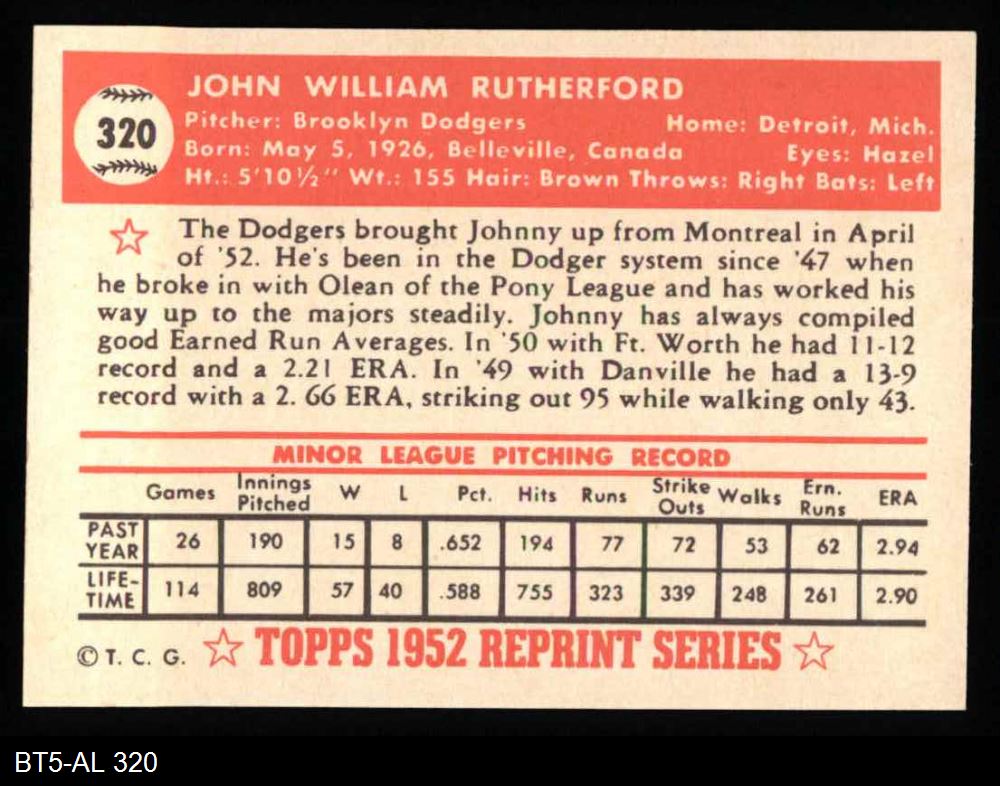 320
JOHN WILLIAM RUTHERFORD
Pitcher: Brooklyn Dodgers Home: Detroit, Mich.
Born: May 5, 1926, Belleville, Canada Eyes: Hazel
Ht.: 5'10½" Wt.: 155 Hair: Brown Throws: Right Bats: Left
The Dodgers brought Johnny up from Montreal in April
of '52. He's been in the Dodger system since '47 when
he broke in with Olean of the Pony League and has worked his
way up to the majors steadily. Johnny has always compiled
good Earned Run Averages. In '50 with Ft. Worth he had 11-12
record and a 2.21 ERA. In '49 with Danville he had a 13-9
record with a 2. 66 ERA, striking out 95 while walking only 43.
MINOR LEAGUE PITCHING RECORD
Games Innings Pitched W L Pct. Hits Runs Strike Outs Walks Ern. Runs ERA
PAST YEAR 26 190 15 8 .652 194 77 72 53 62 2.94
LIFE-TIME 114 809 57 40 .588 755 323 339 248 261 2.90
© T. C. G. TOPPS 1952 REPRINT SERIES
BT5-AL 320